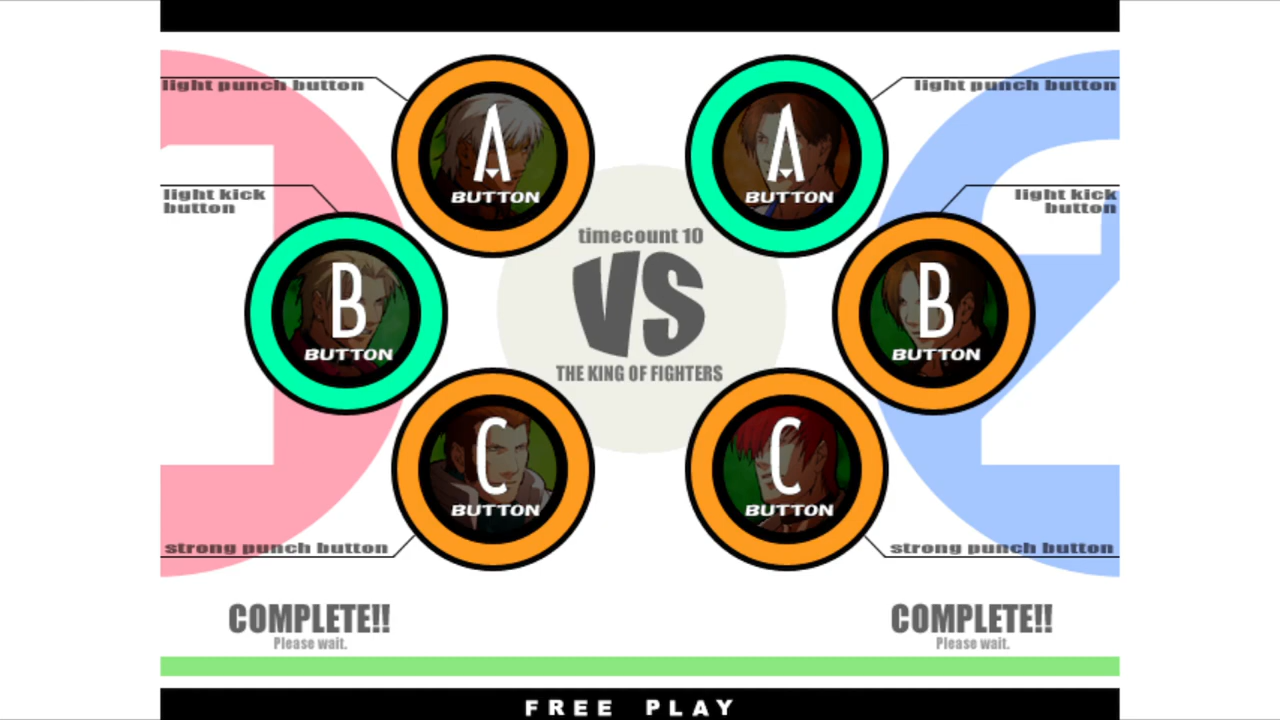 light punch button
A
BUTTON
A
BUTTON
light punch button
light kick
button
B
BUTTON
timecount 10
VS
THE KING OF FIGHTERS
light kick
button
B
BUTTON
C
BUTTON
C
BUTTON
strong punch button
strong punch button
1
2
COMPLETE!!
Please wait.
COMPLETE!!
Please wait.
FREE PLAY